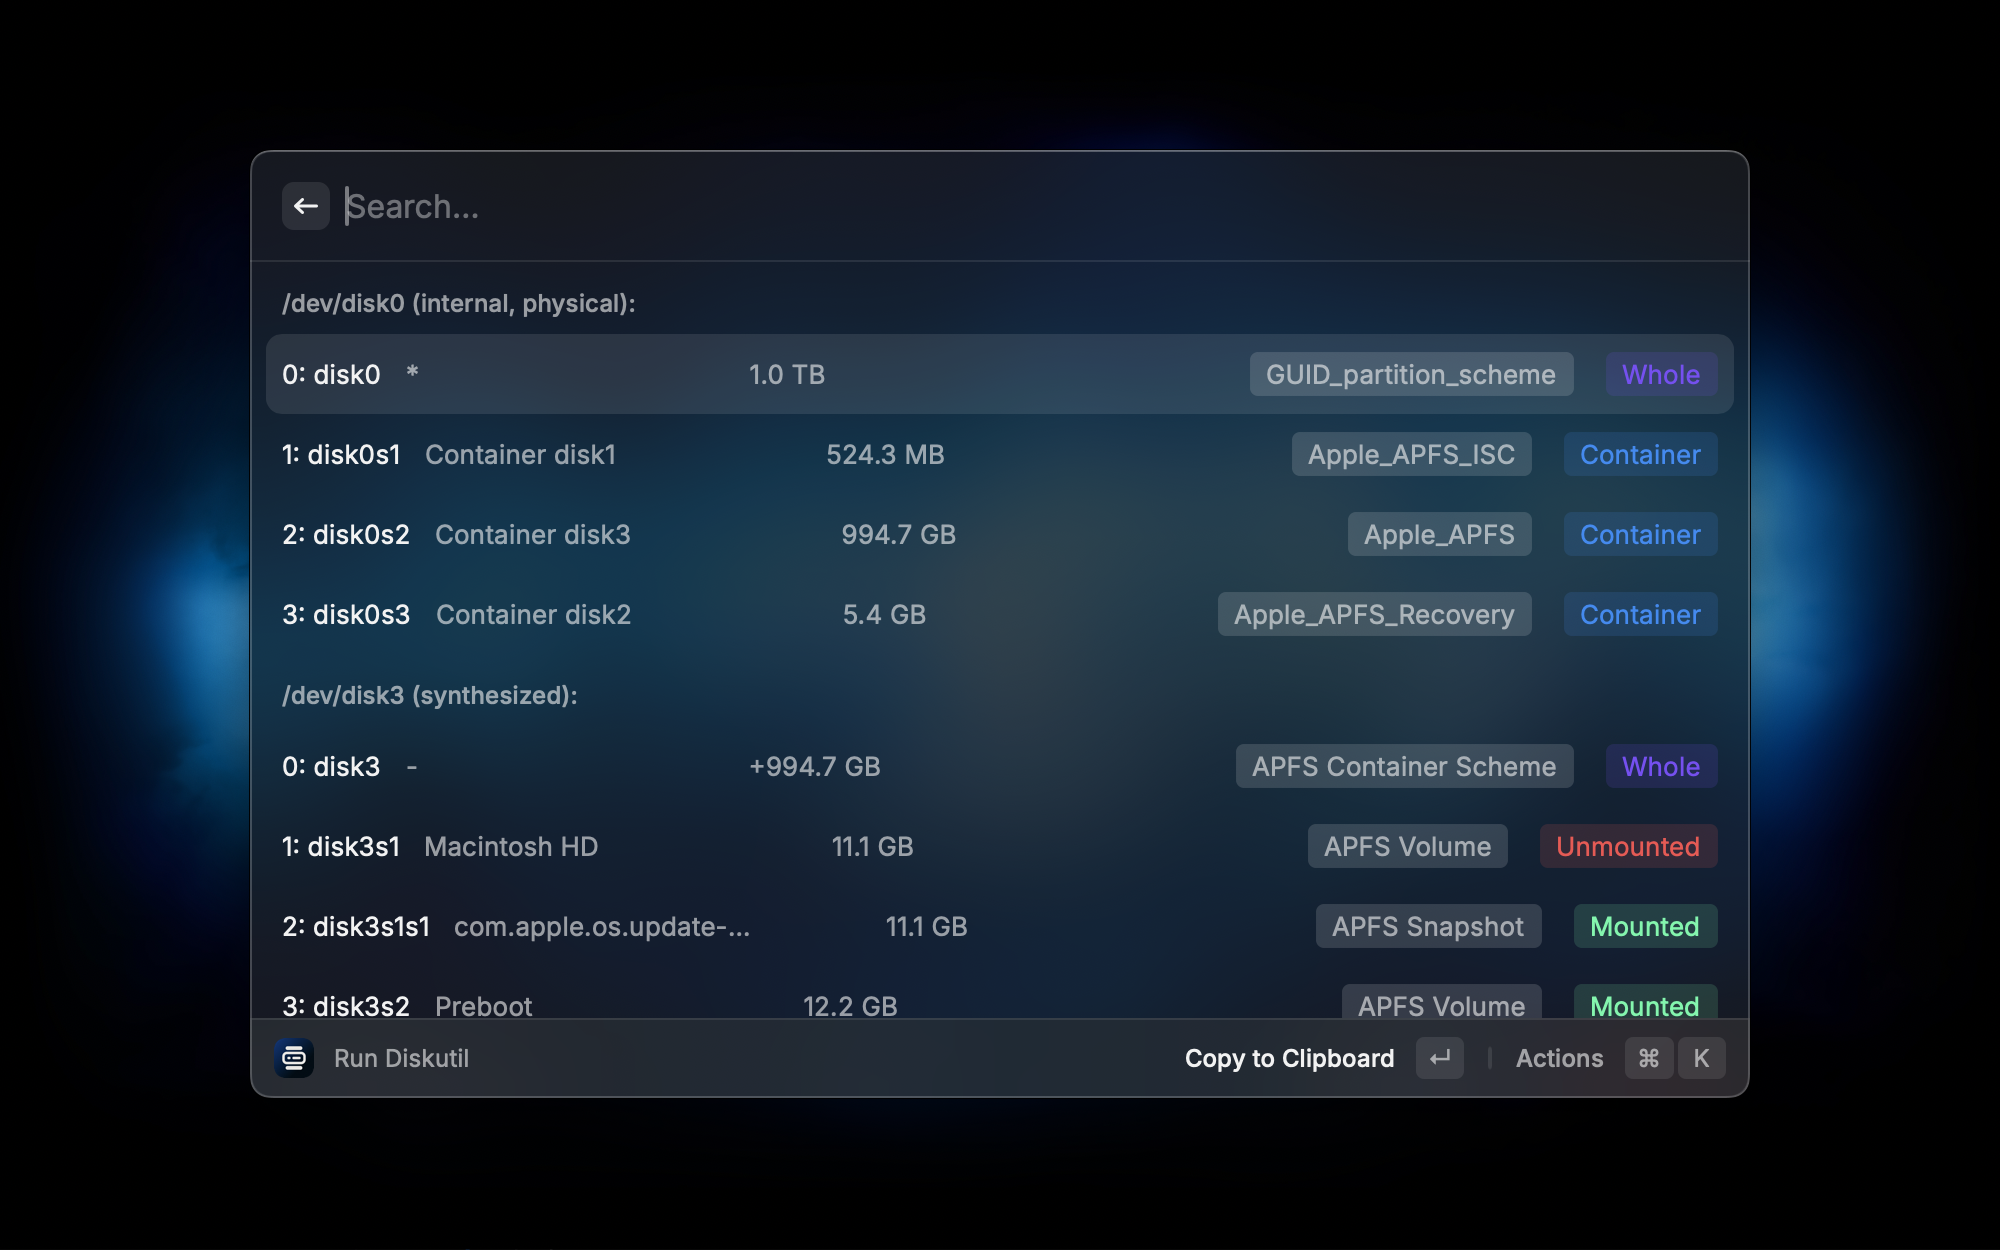 Search...
/dev/disk0 (internal, physical):
0: disk0 * 1.0 TB GUID_partition_scheme Whole
1: disk0s1 Container disk1 524.3 MB Apple_APFS_ISC Container
2: disk0s2 Container disk3 994.7 GB Apple_APFS Container
3: disk0s3 Container disk2 5.4 GB Apple_APFS_Recovery Container
/dev/disk3 (synthesized):
0: disk3 - +994.7 GB APFS Container Scheme Whole
1: disk3s1 Macintosh HD 11.1 GB APFS Volume Unmounted
2: disk3s1s1 com.apple.os.update-... 11.1 GB APFS Snapshot Mounted
3: disk3s2 Preboot 12.2 GB APFS Volume Mounted
Run Diskutil Copy to Clipboard ↵ Actions ⌘ K